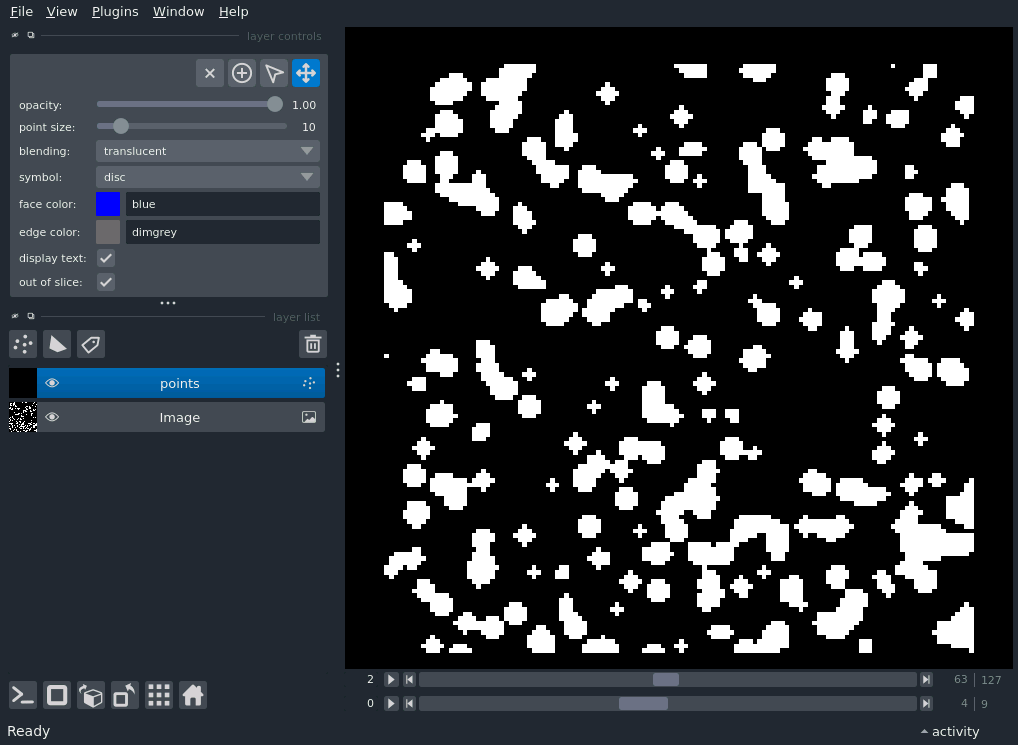 File View Plugins Window Help
layer controls
opacity: 1.00
point size: 10
blending: translucent
symbol: disc
face color: blue
edge color: dimgrey
display text:
out of slice:
layer list
points
Image
2 63 | 127
0 4 | 9
Ready activity